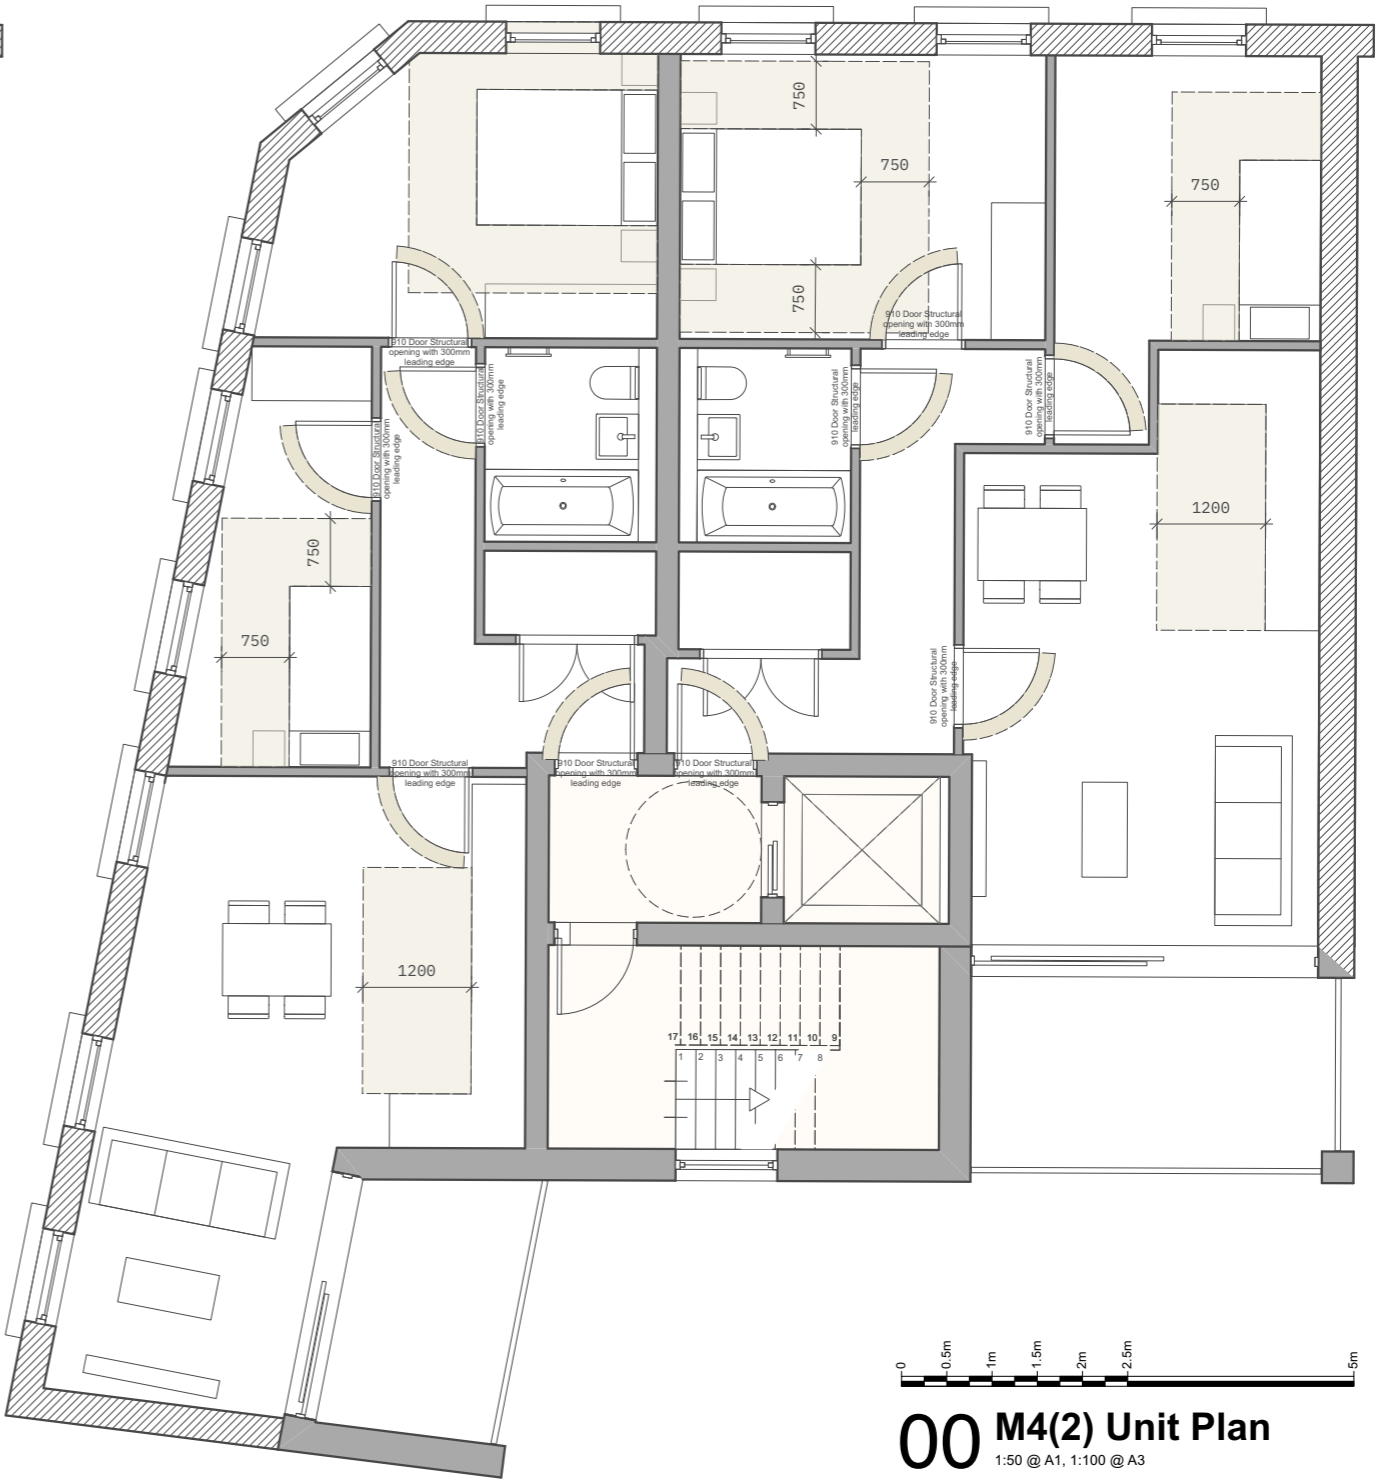 750
750
750
750
910 Door Structural
opening with 300mm
leading edge
910 Door Structural
opening with 300mm
leading edge
910 Door Structural
opening with 300mm
leading edge
910 Door Structural
opening with 300mm
leading edge
910 Door Structural
opening with 300mm
leading edge
910 Door Structural
opening with 300mm
leading edge
1200
750
750
910 Door Structural
opening with 300mm
leading edge
910 Door Structural
opening with 300mm
leading edge
910 Door Structural
opening with 300mm
leading edge
910 Door Structural
opening with 300mm
leading edge
1200
17 16 15 14 13 12 11 10 9
1 2 3 4 5 6 7 8
0 0.5m 1m 1.5m 2m 2.5m 5m
00 M4(2) Unit Plan
1:50 @ A1, 1:100 @ A3